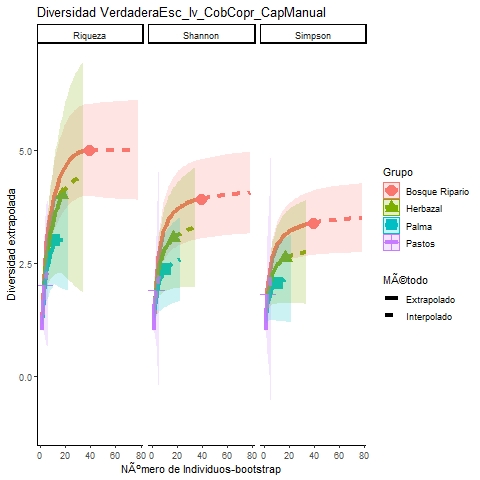 Diversidad VerdaderaEsc_lv_CobCopr_CapManual
Riqueza Shannon Simpson
Diversidad extrapolada
5.0
2.5
0.0
0 20 40 60 80 0 20 40 60 80 0 20 40 60 80
NÃºmero de Individuos-bootstrap
Grupo
Bosque Ripario
Herbazal
Palma
Pastos
MÃ©todo
Extrapolado
Interpolado